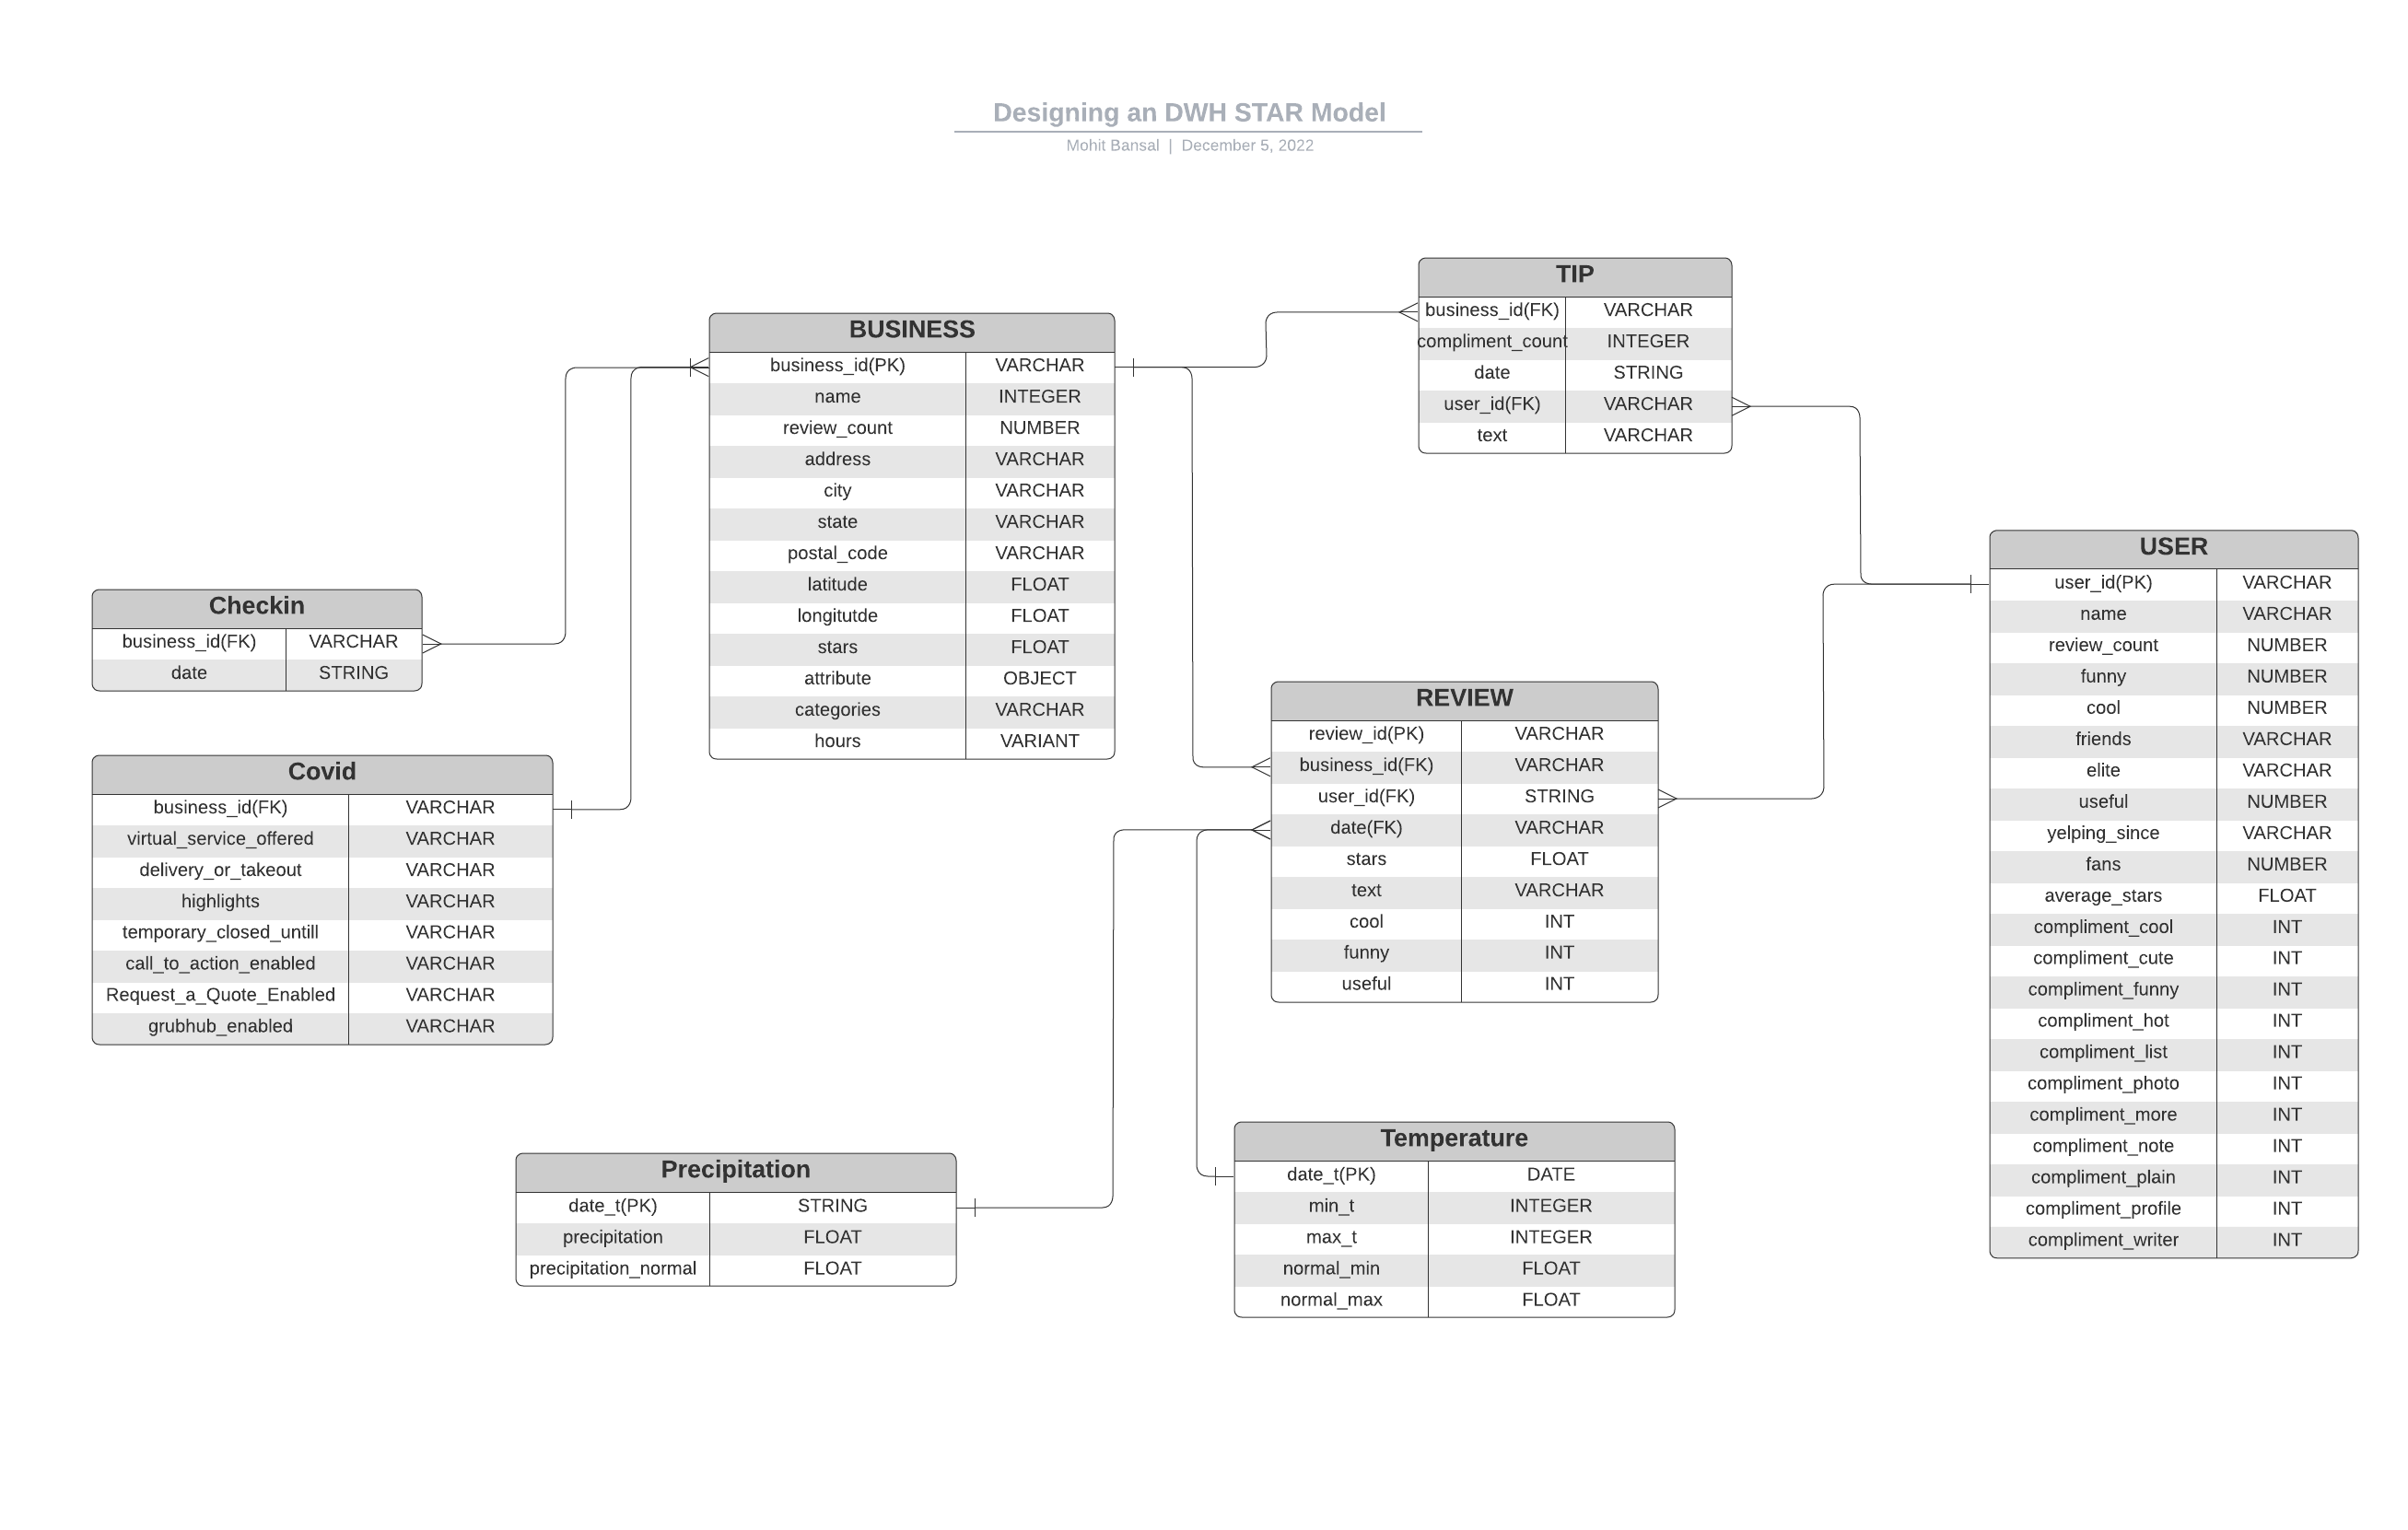 Designing an DWH STAR Model
Mohit Bansal | December 5, 2022
TIP
business_id(FK) VARCHAR
compliment_count INTEGER
date STRING
user_id(FK) VARCHAR
text VARCHAR
BUSINESS
business_id(PK) VARCHAR
name INTEGER
review_count NUMBER
address VARCHAR
city VARCHAR
state VARCHAR
postal_code VARCHAR
latitude FLOAT
longitutde FLOAT
stars FLOAT
attribute OBJECT
categories VARCHAR
hours VARIANT
USER
user_id(PK) VARCHAR
name VARCHAR
review_count NUMBER
funny NUMBER
cool NUMBER
friends VARCHAR
elite VARCHAR
useful NUMBER
yelping_since VARCHAR
fans NUMBER
average_stars FLOAT
compliment_cool INT
compliment_cute INT
compliment_funny INT
compliment_hot INT
compliment_list INT
compliment_photo INT
compliment_more INT
compliment_note INT
compliment_plain INT
compliment_profile INT
compliment_writer INT
Checkin
business_id(FK) VARCHAR
date STRING
REVIEW
review_id(PK) VARCHAR
business_id(FK) VARCHAR
user_id(FK) STRING
date(FK) VARCHAR
stars FLOAT
text VARCHAR
cool INT
funny INT
useful INT
Covid
business_id(FK) VARCHAR
virtual_service_offered VARCHAR
delivery_or_takeout VARCHAR
highlights VARCHAR
temporary_closed_untill VARCHAR
call_to_action_enabled VARCHAR
Request_a_Quote_Enabled VARCHAR
grubhub_enabled VARCHAR
Precipitation
date_t(PK) STRING
precipitation FLOAT
precipitation_normal FLOAT
Temperature
date_t(PK) DATE
min_t INTEGER
max_t INTEGER
normal_min FLOAT
normal_max FLOAT